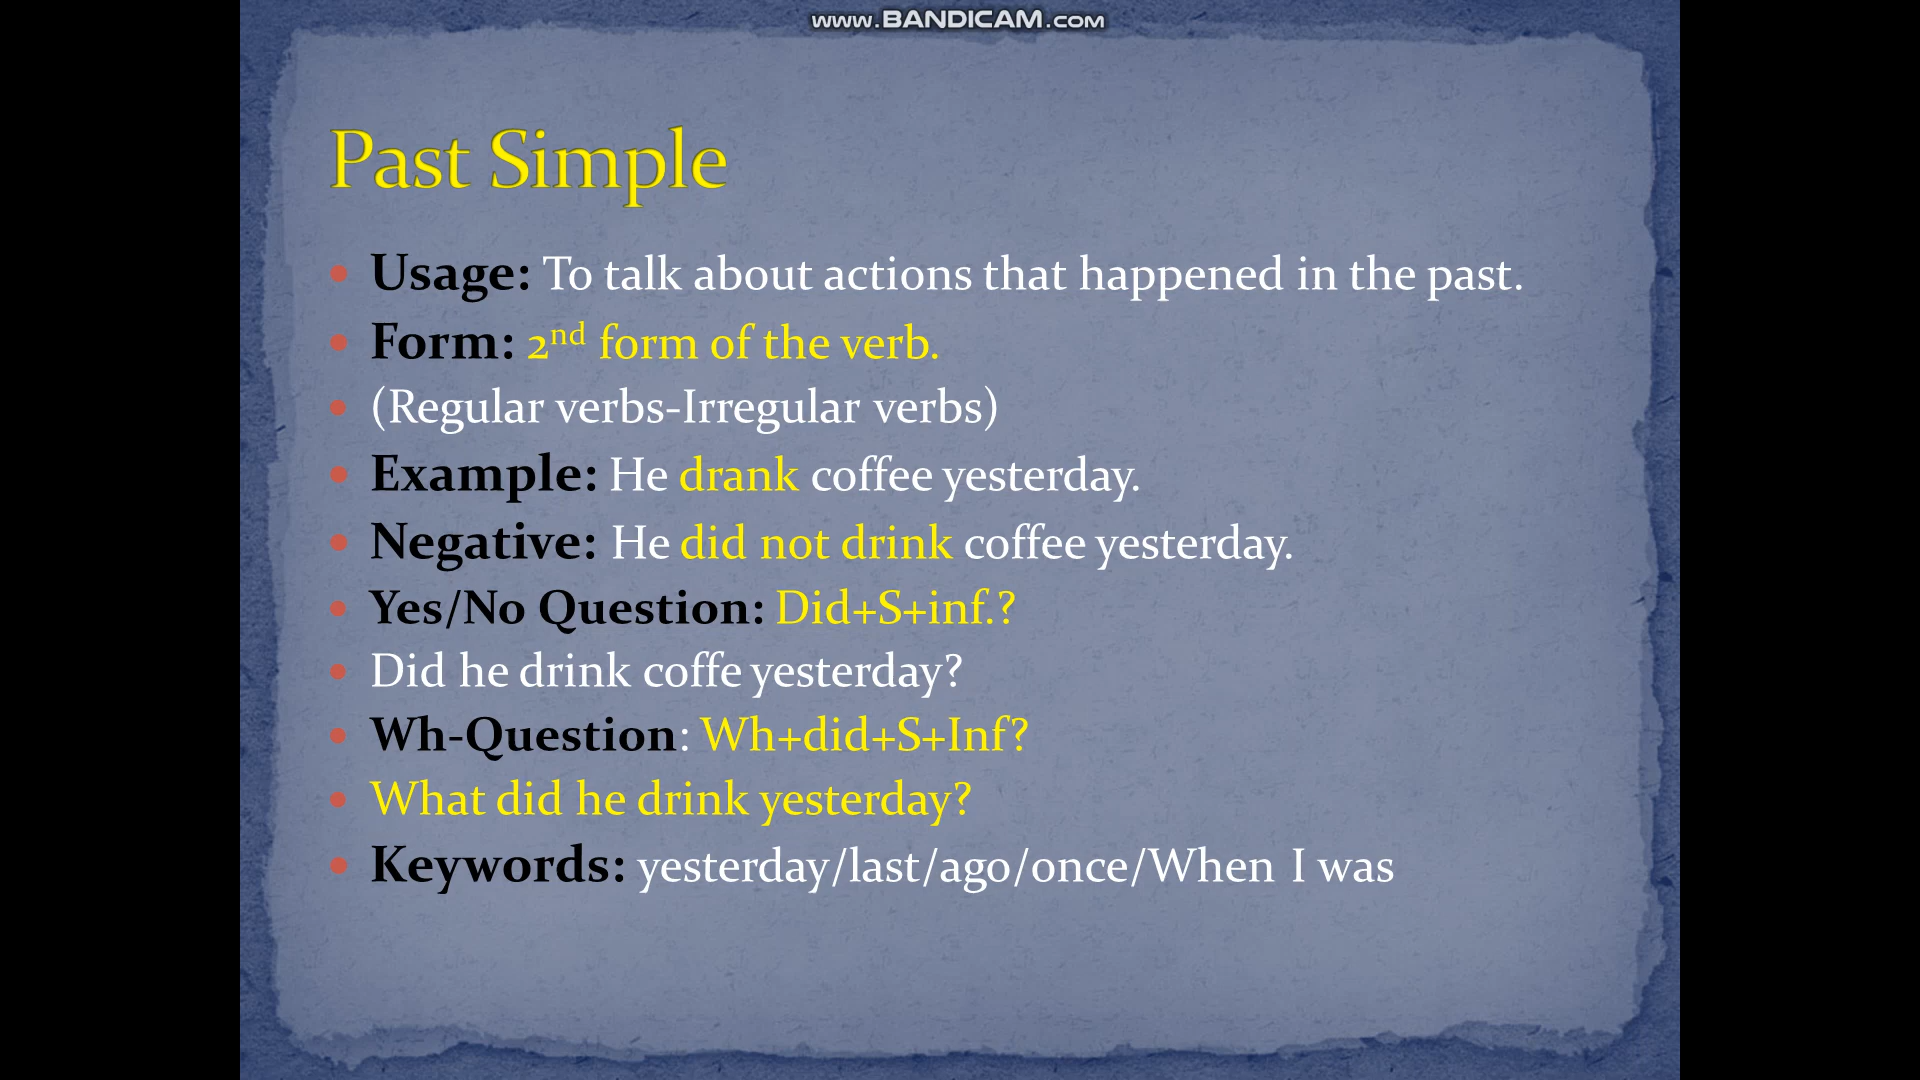 www.BANDICAM.com
Past Simple
Usage: To talk about actions that happened in the past.
Form: 2nd form of the verb.
(Regular verbs-Irregular verbs)
Example: He drank coffee yesterday.
Negative: He did not drink coffee yesterday.
Yes/No Question: Did+S+inf.?
Did he drink coffe yesterday?
Wh-Question: Wh+did+S+Inf?
What did he drink yesterday?
Keywords: yesterday/last/ago/once/When I was